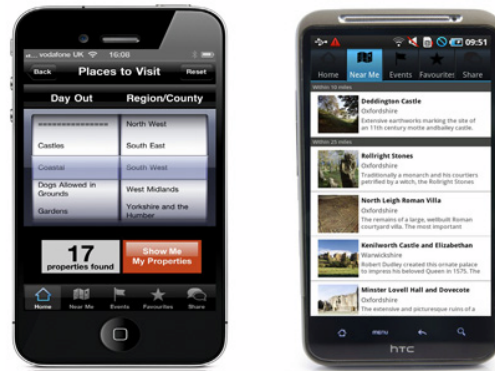 vodafone UK 16:08
Back Places to Visit Reset
Day Out Region/County
================ North West
Castles South East
Coastal South West
Dogs Allowed in
Grounds
West Midlands
Gardens
Yorkshire and the
Humber
17
properties found
Show Me
My Properties
Home Near Me Events Favourites Share
09:51
Home Near Me Events Favourites Share
Within 10 miles
Deddington Castle
Oxfordshire
Extensive earthworks marking the site of
an 11th century motte andbailey castle.
Within 25 miles
Rollright Stones
Oxfordshire
Traditionally a monarch and his courtiers
petrified by a witch, the Rollright Stones
North Leigh Roman Villa
Oxfordshire
The remains of a large, wellbuilt Roman
courtyard villa. The most important
Kenilworth Castle and Elizabethan
Warwickshire
Robert Dudley created this ornate palace
to impress his beloved Queen in 1575. The
Minster Lovell Hall and Dovecote
Oxfordshire
The extensive and picturesque ruins of a
MENU
hTC